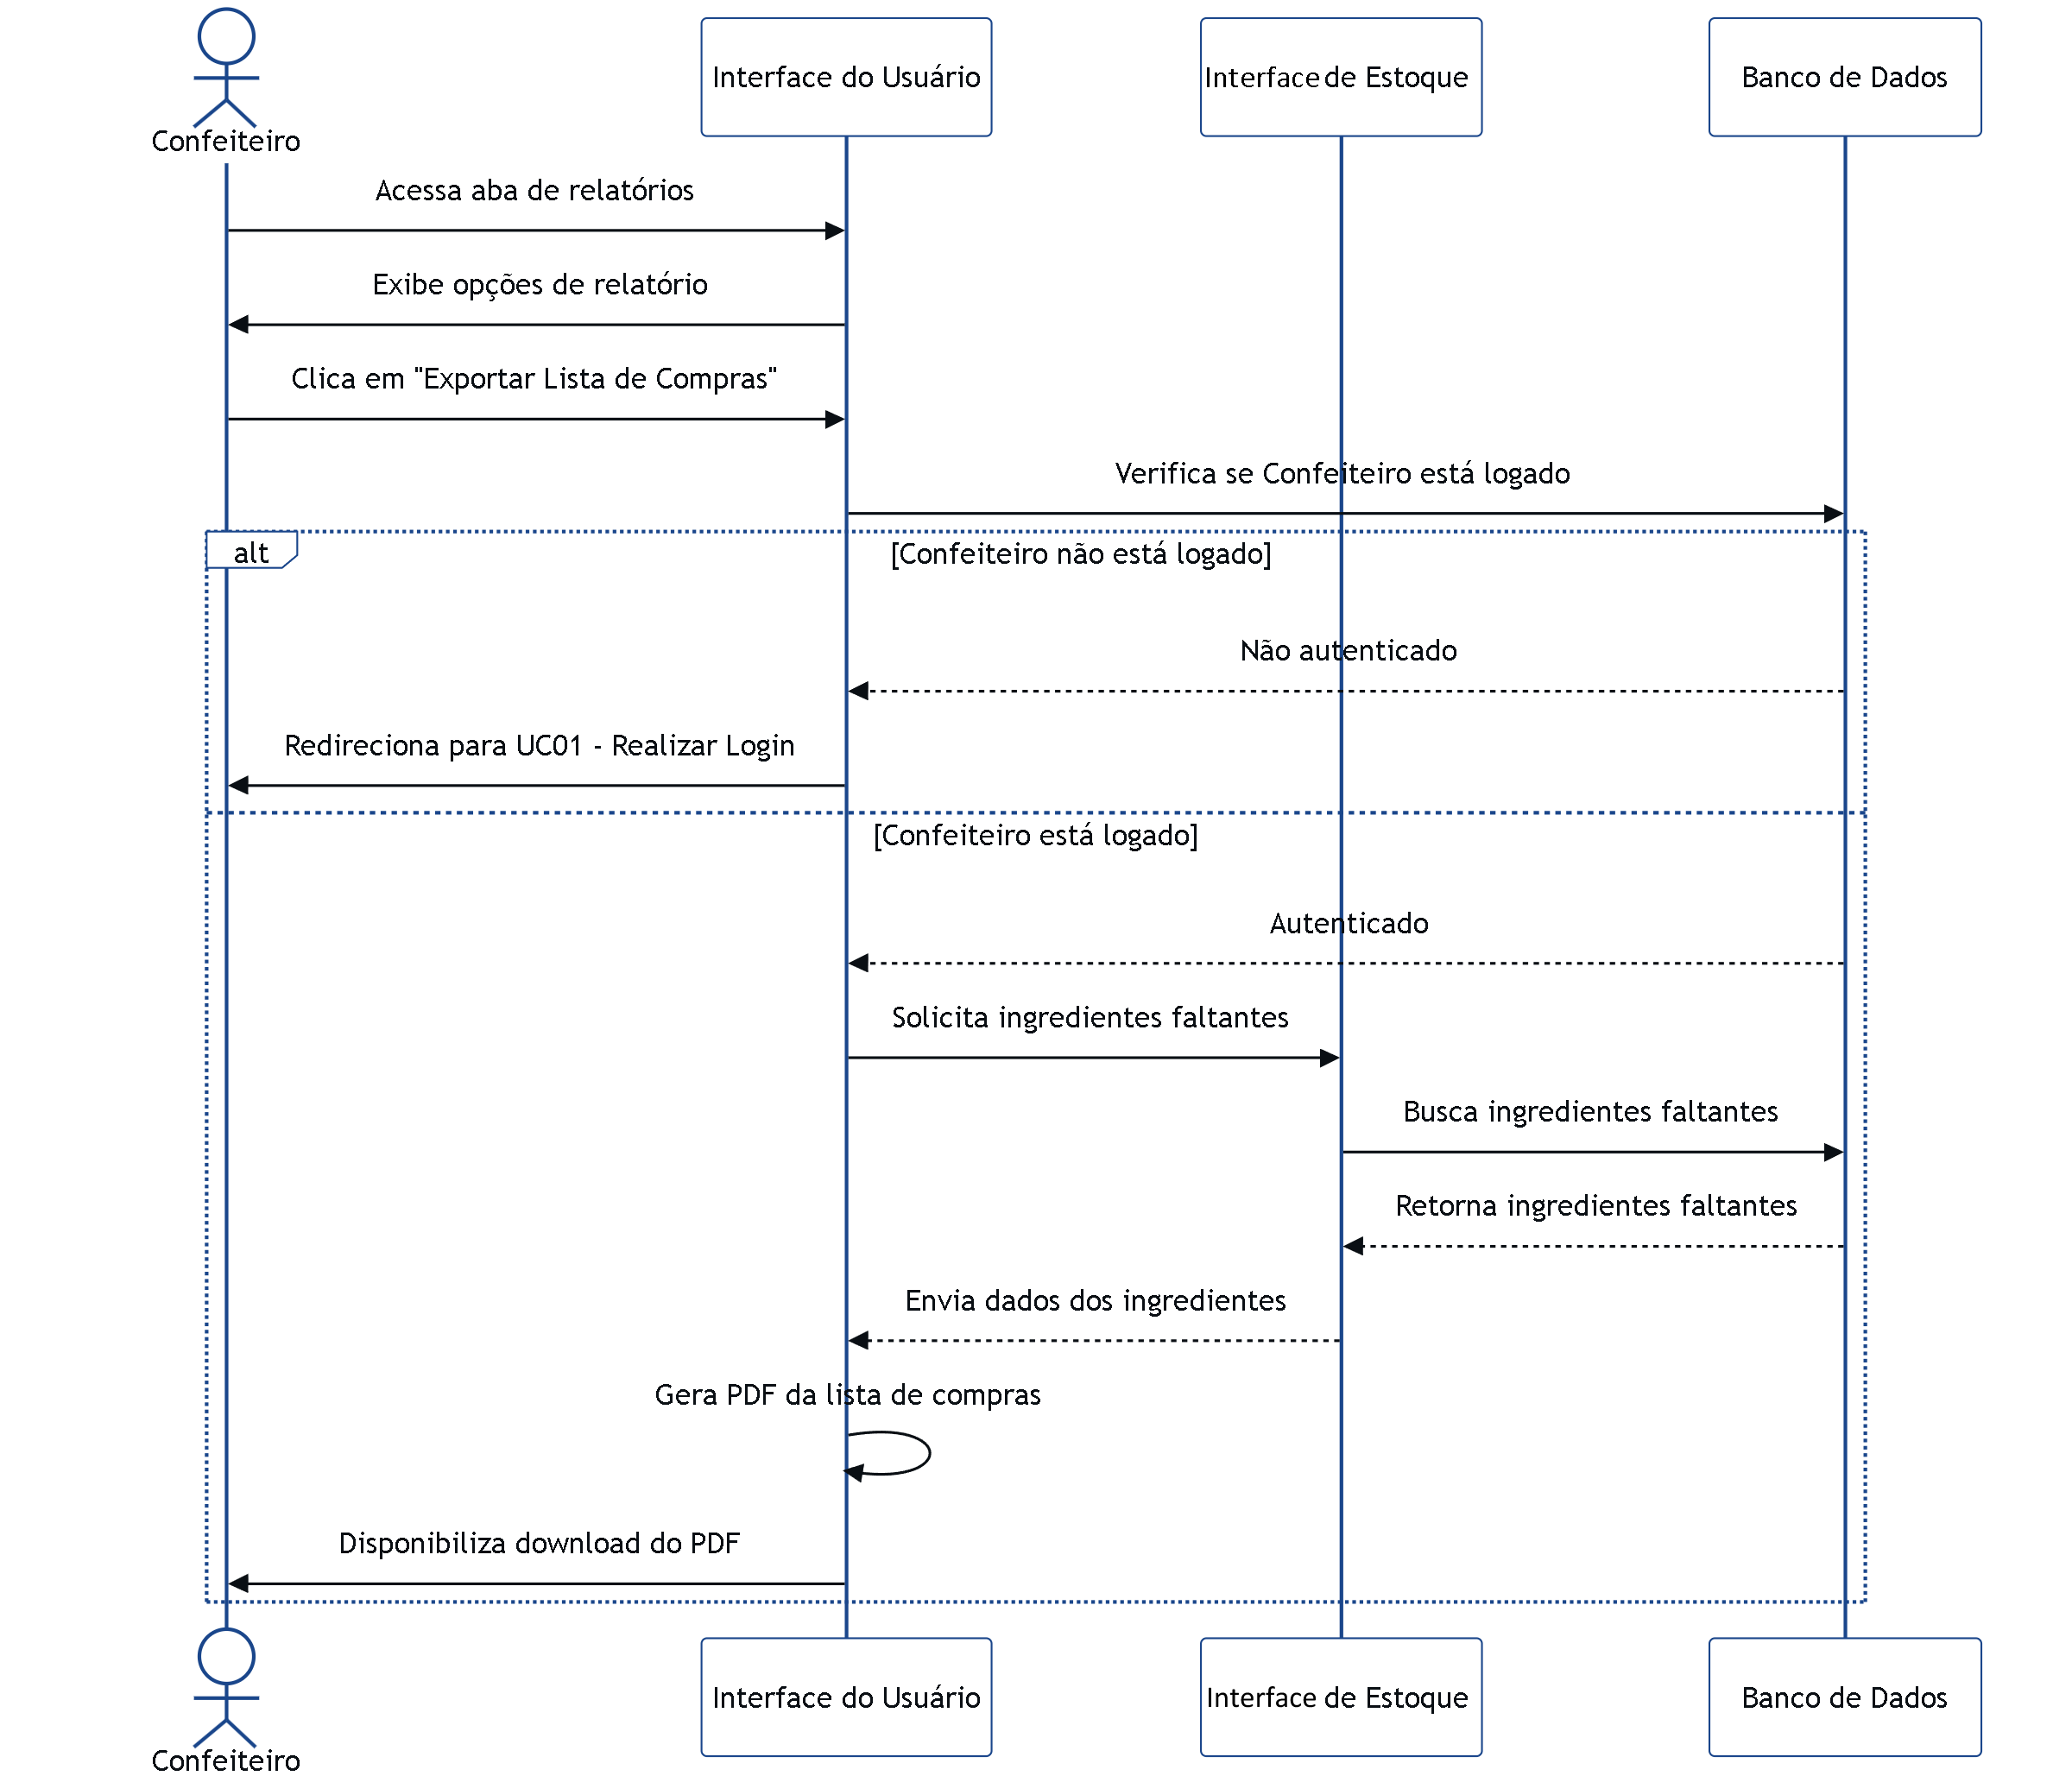 Confeiteiro
Interface do Usuário
Interface de Estoque
Banco de Dados
Acessa aba de relatórios
Exibe opções de relatório
Clica em "Exportar Lista de Compras"
Verifica se Confeiteiro está logado
alt
[Confeiteiro não está logado]
Não autenticado
Redireciona para UC01 - Realizar Login
[Confeiteiro está logado]
Autenticado
Solicita ingredientes faltantes
Busca ingredientes faltantes
Retorna ingredientes faltantes
Envia dados dos ingredientes
Gera PDF da lista de compras
Disponibiliza download do PDF
Confeiteiro
Interface do Usuário
Interface de Estoque
Banco de Dados